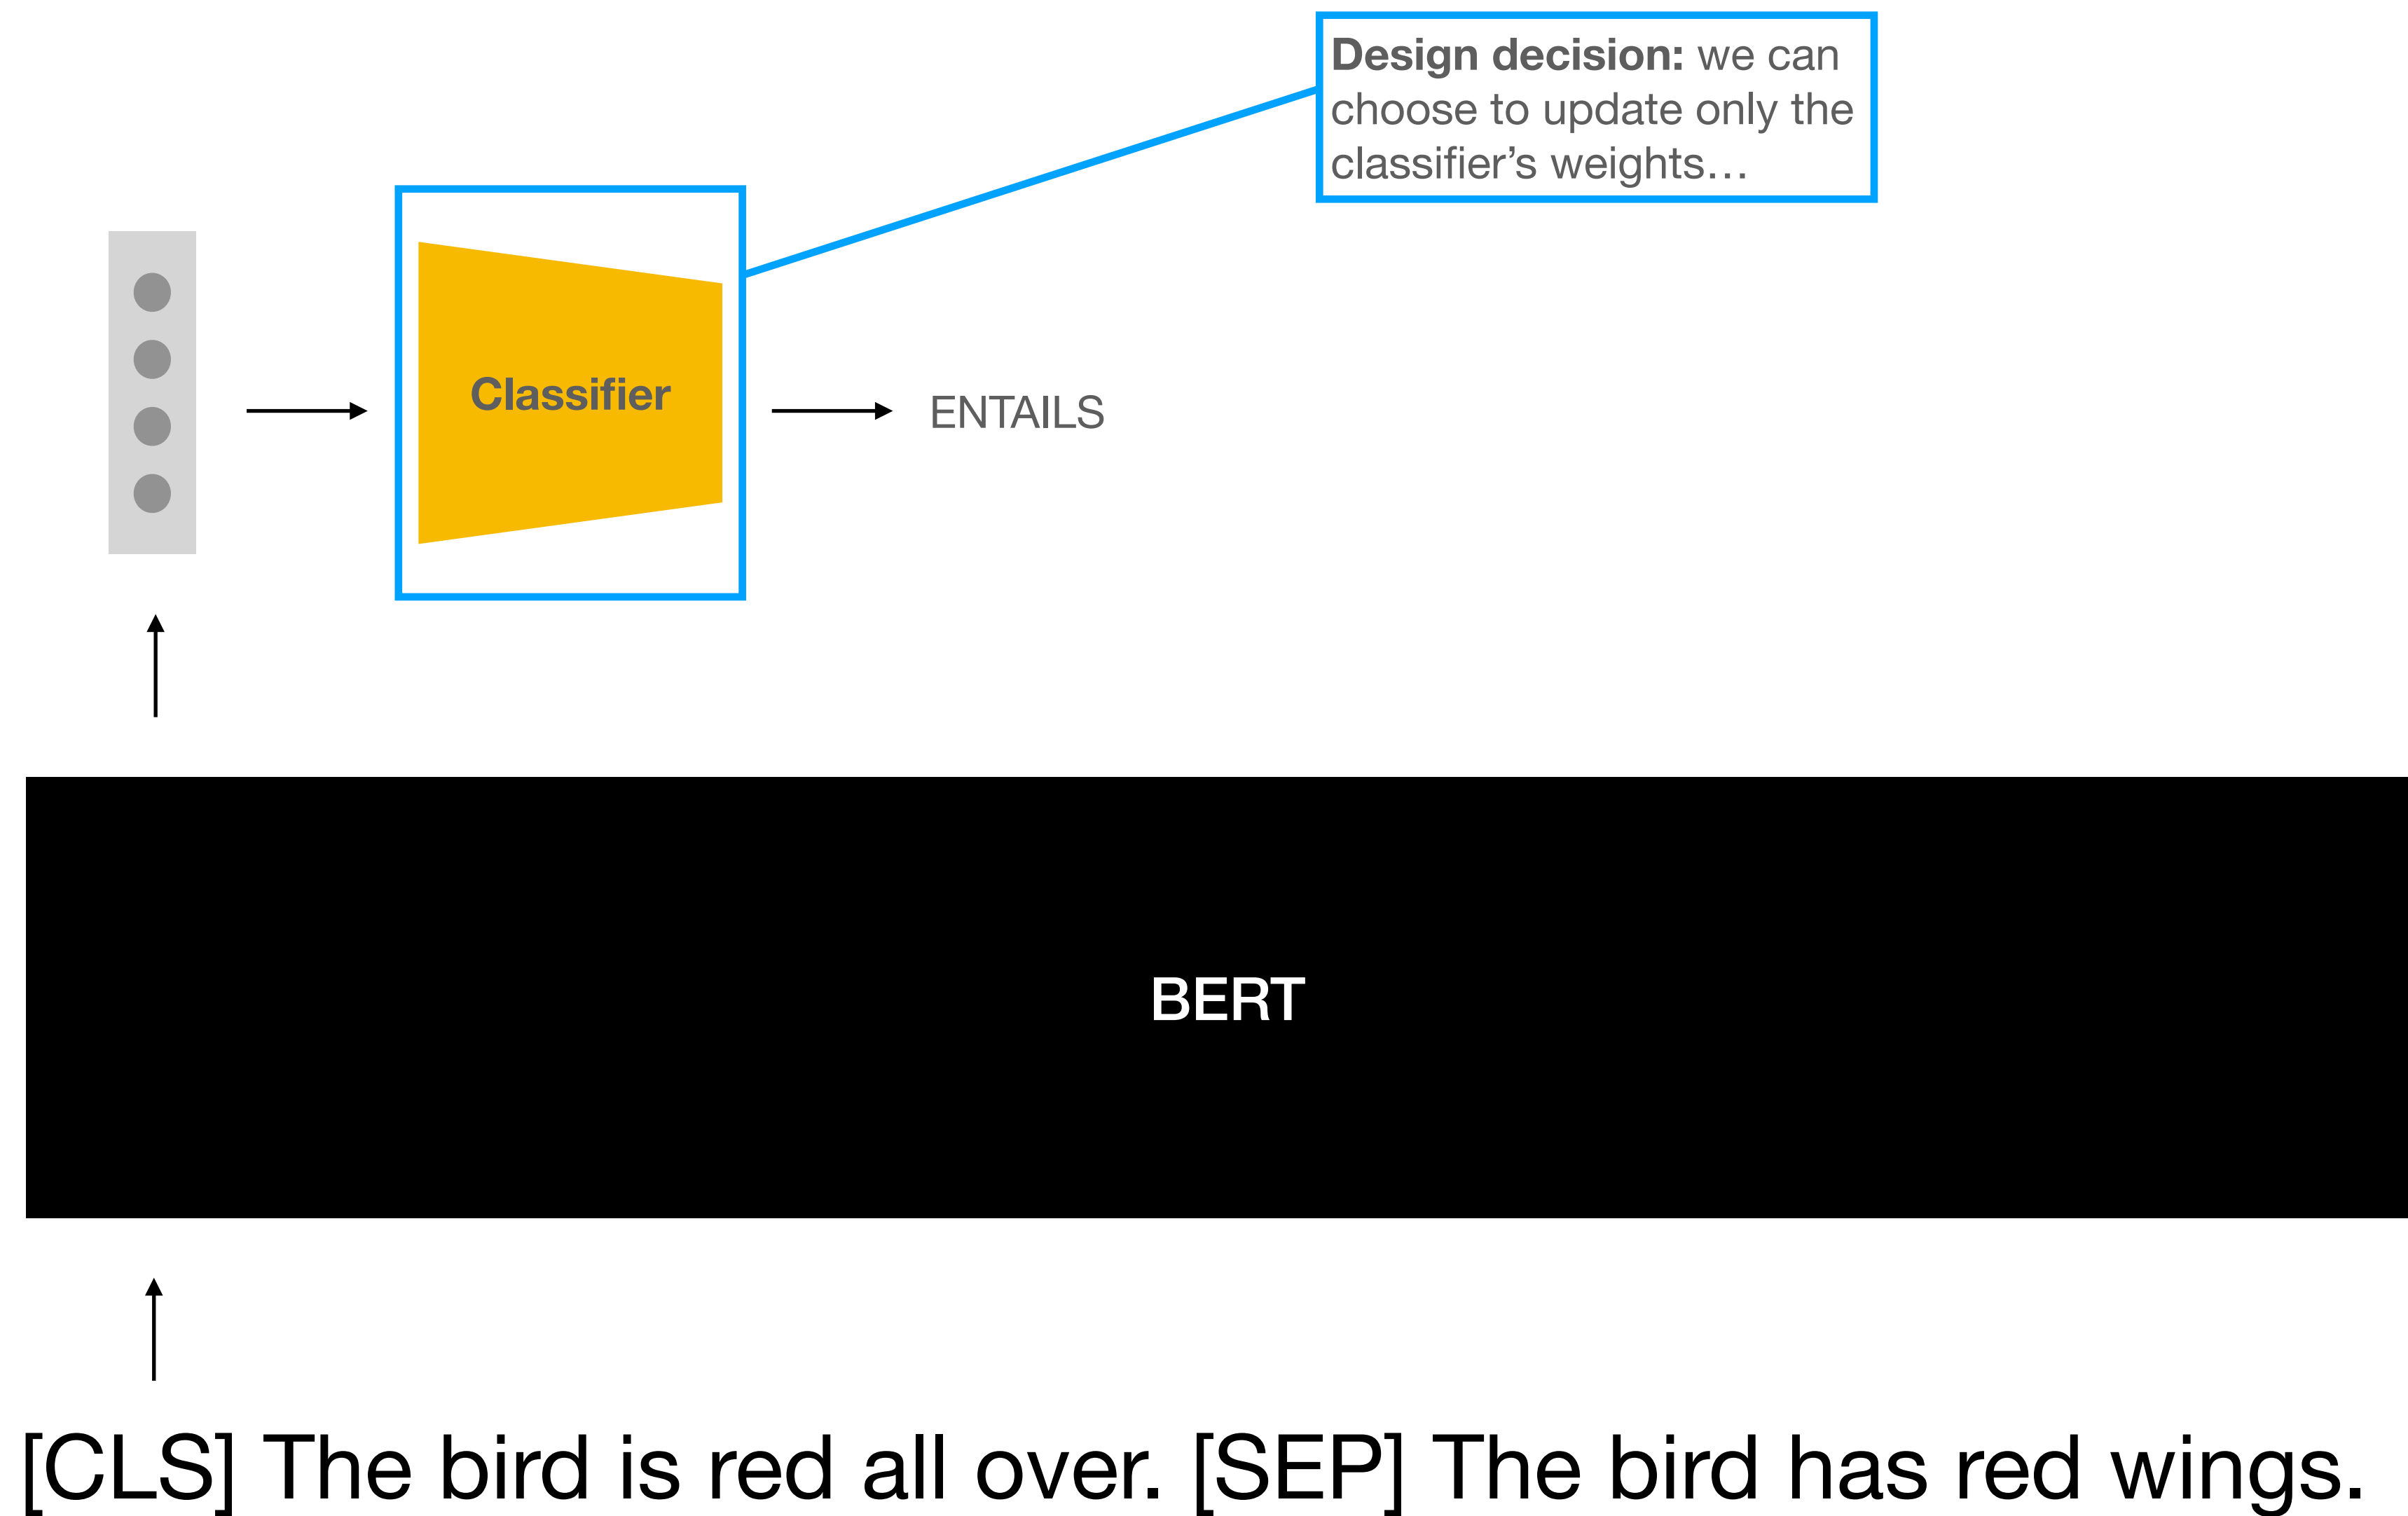 Design decision: we can
choose to update only the
classifier’s weights…
Classifier
ENTAILS
BERT
[CLS] The bird is red all over. [SEP] The bird has red wings.